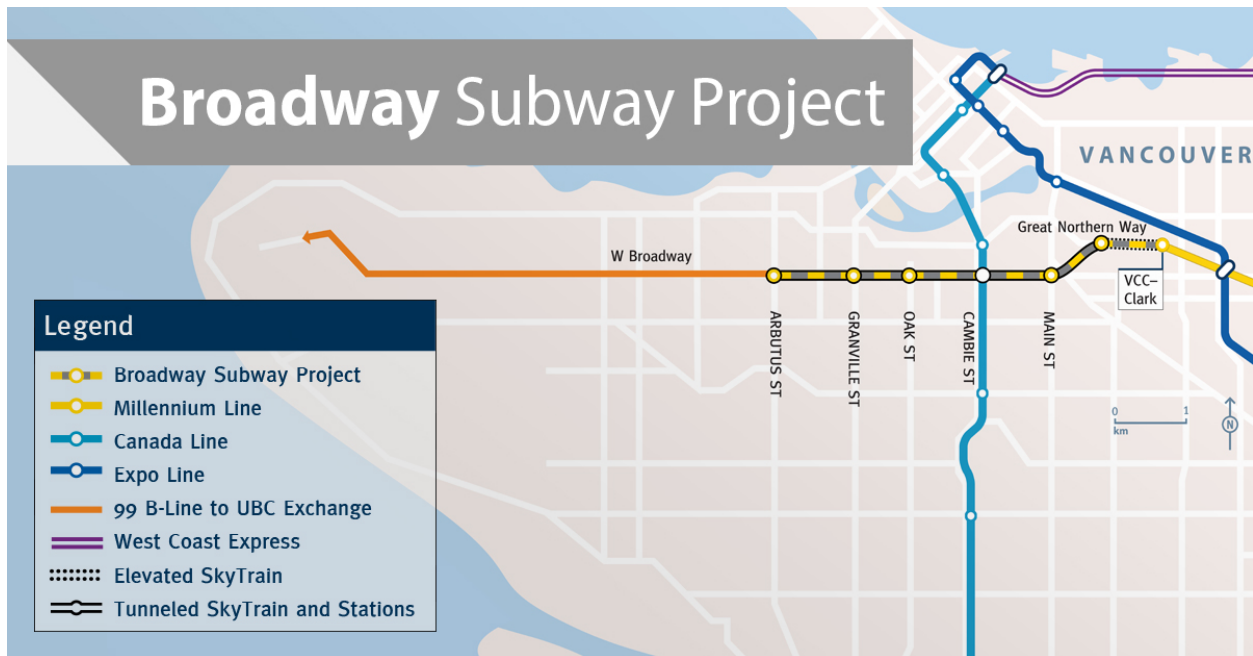 Broadway Subway Project
VANCOUVER
Great Northern Way
W Broadway
VCC–
Clark
ARBUTUS ST
GRANVILLE ST
OAK ST
CAMBIE ST
MAIN ST
0 1
km
N
Legend
Broadway Subway Project
Millennium Line
Canada Line
Expo Line
99 B-Line to UBC Exchange
West Coast Express
Elevated SkyTrain
Tunneled SkyTrain and Stations